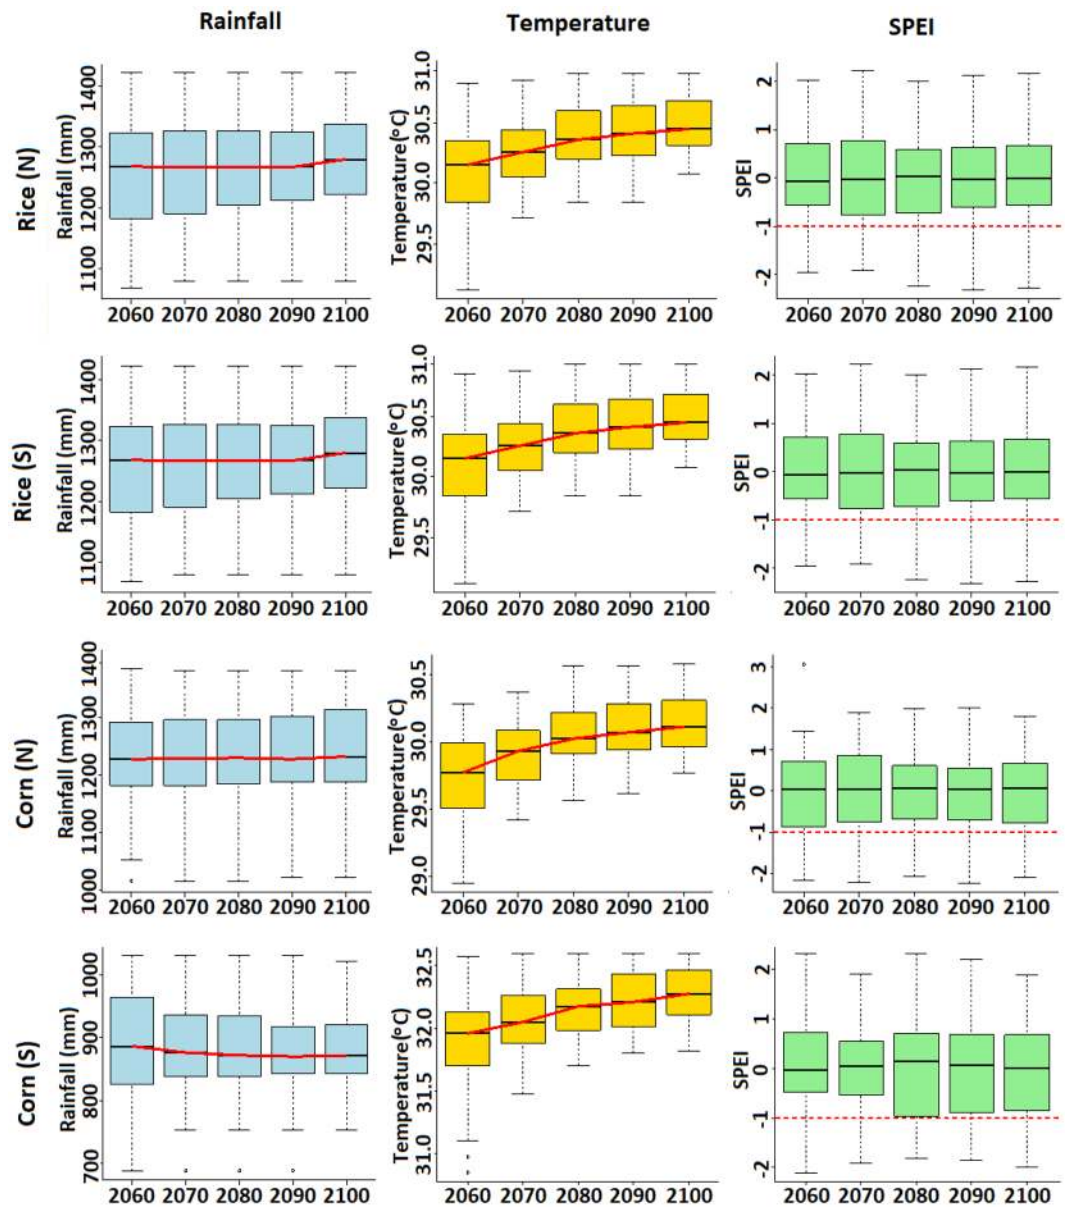 Rainfall Temperature SPEI
Rice (N)
Rainfall (mm)
1400
1300
1200
1100
2060 2070 2080 2090 2100
Temperature(°C)
31.0
30.5
30.0
29.5
2060 2070 2080 2090 2100
SPEI
2
1
0
-1
-2
2060 2070 2080 2090 2100
Rice (S)
Rainfall (mm)
1400
1300
1200
1100
2060 2070 2080 2090 2100
Temperature(°C)
31.0
30.5
30.0
29.5
2060 2070 2080 2090 2100
SPEI
2
1
0
-1
-2
2060 2070 2080 2090 2100
Corn (N)
Rainfall (mm)
1400
1300
1200
1100
1000
2060 2070 2080 2090 2100
Temperature(°C)
30.5
30.0
29.5
29.0
2060 2070 2080 2090 2100
SPEI
3
1
0
-1
-2
2060 2070 2080 2090 2100
Corn (S)
Rainfall (mm)
1000
900
800
700
2060 2070 2080 2090 2100
Temperature(°C)
32.5
32.0
31.5
31.0
2060 2070 2080 2090 2100
SPEI
2
1
0
-1
-2
2060 2070 2080 2090 2100